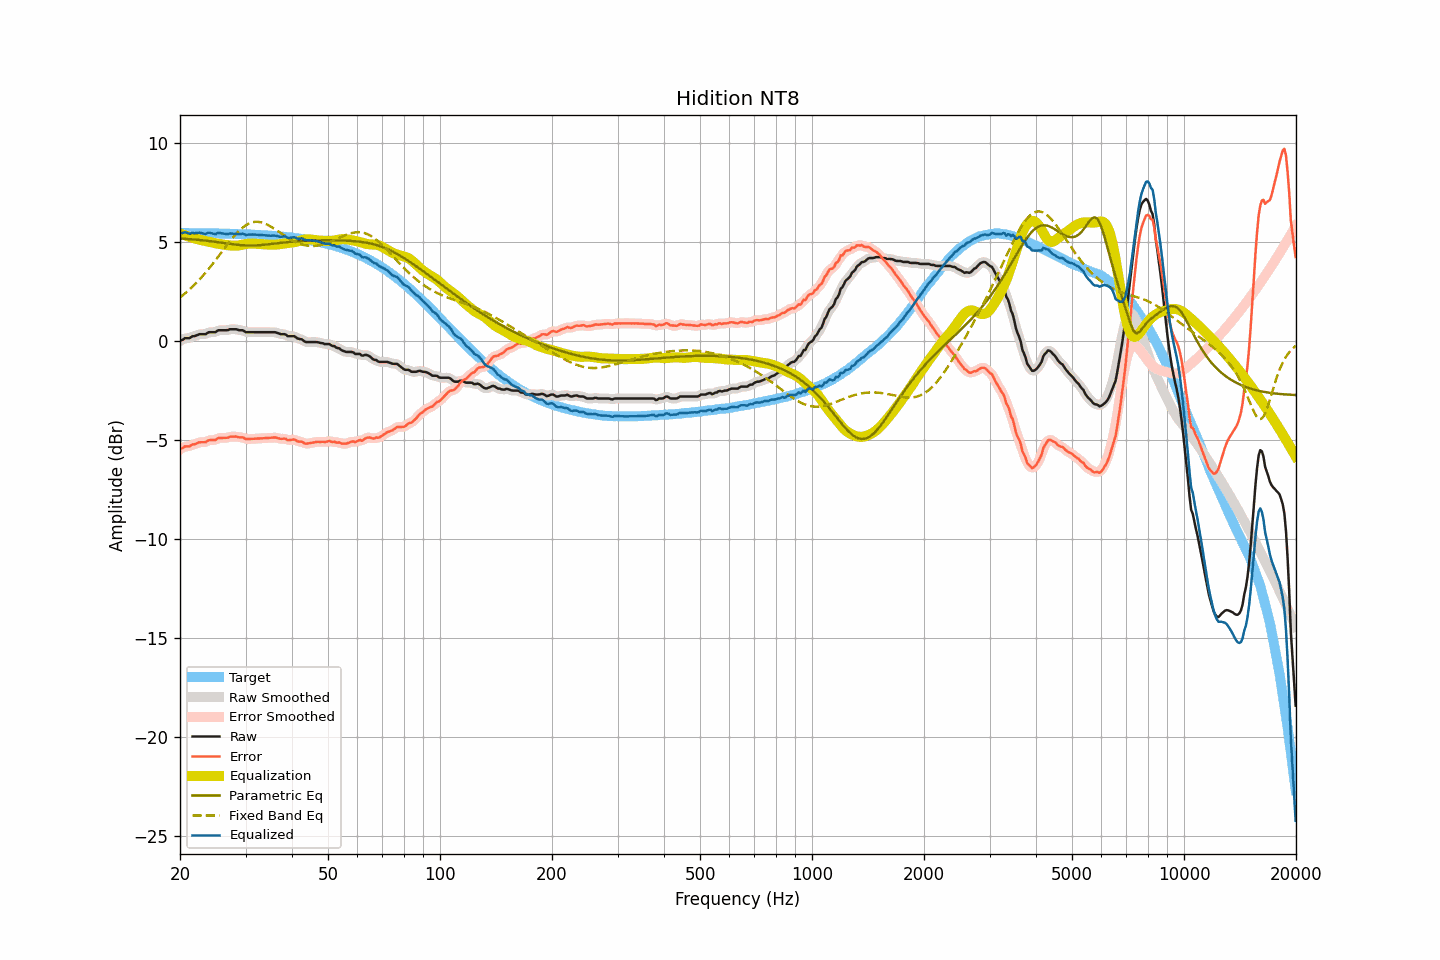 Hidition NT8
10
5
0
−5
−10
−15
−20
−25
Amplitude (dBr)
Target
Raw Smoothed
Error Smoothed
Raw
Error
Equalization
Parametric Eq
Fixed Band Eq
Equalized
20 50 100 200 500 1000 2000 5000 10000 20000
Frequency (Hz)